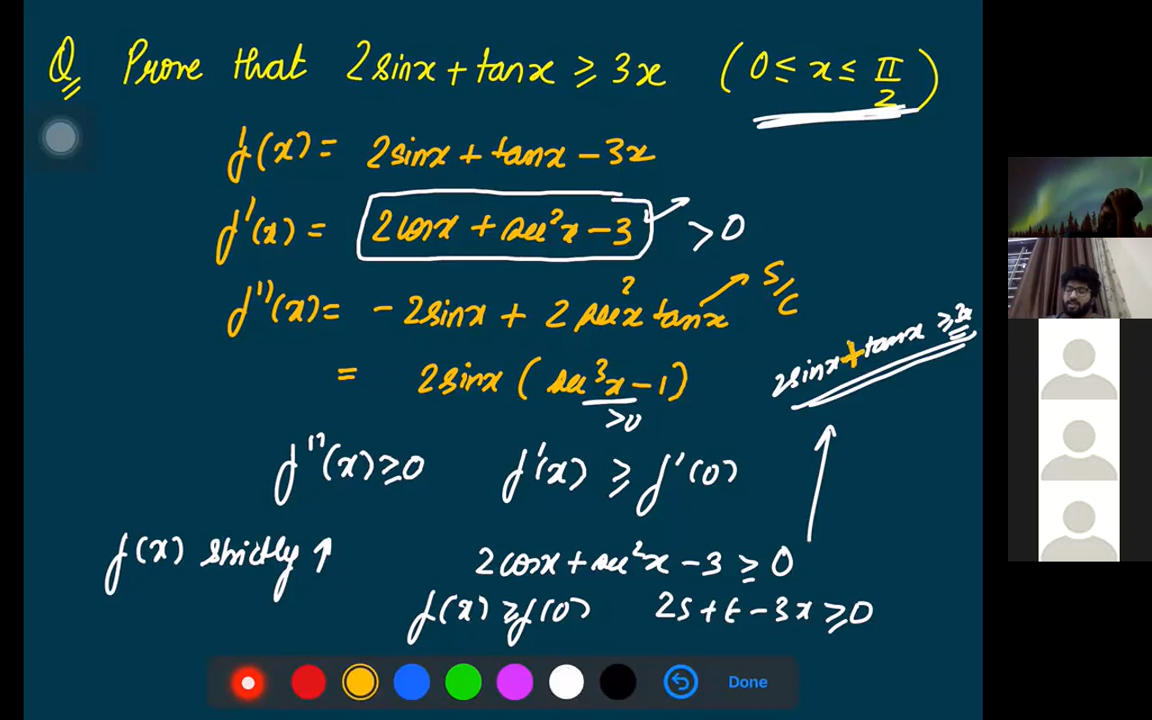 Q Prove that 2sinx + tanx ≥ 3x (0 ≤ x ≤ π/2)
f(x) = 2sinx + tanx - 3x
f'(x) = 2cosx + sec²x - 3 > 0
f''(x) = - 2sinx + 2sec²x tanx S/C
= 2sinx ( sec³x - 1)
>0
2sinx + tanx ≥ 3x
f''(x) ≥ 0 f'(x) ≥ f'(0)
f(x) strictly ↑
2cosx + sec²x - 3 ≥ 0
f(x) ≥ f(0) 2s + t - 3x ≥ 0
Done